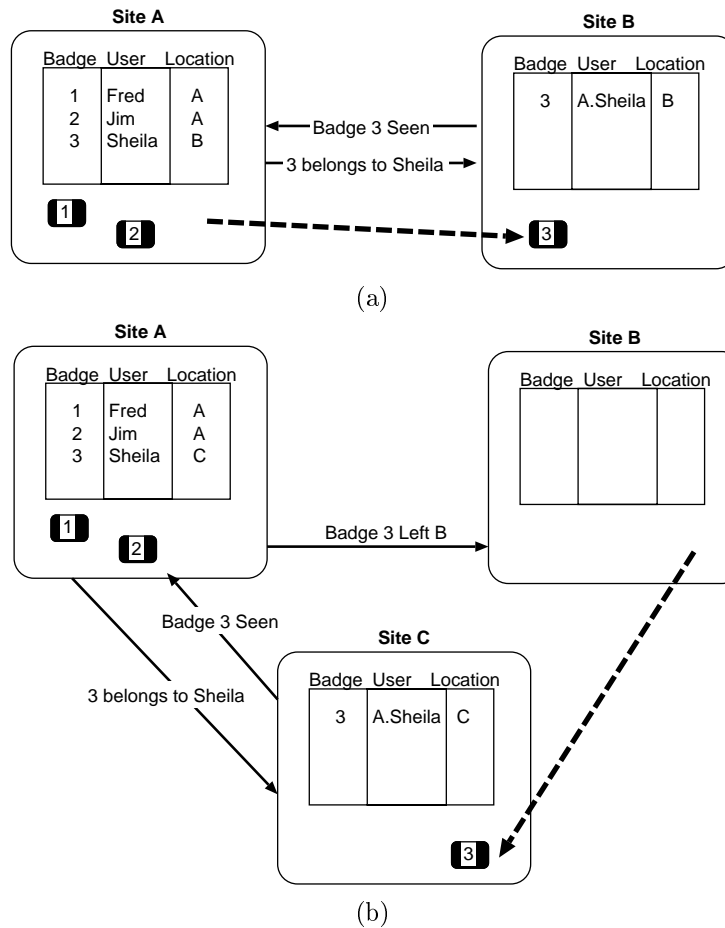 Site A
Site B
Badge User Location
Badge User Location
1 Fred A
2 Jim A
3 Sheila B
3 A.Sheila B
Badge 3 Seen
3 belongs to Sheila
1
2
3
(a)
Site A
Site B
Badge User Location
Badge User Location
1 Fred A
2 Jim A
3 Sheila C
1
2
Badge 3 Left B
Badge 3 Seen
3 belongs to Sheila
Site C
Badge User Location
3 A.Sheila C
3
(b)